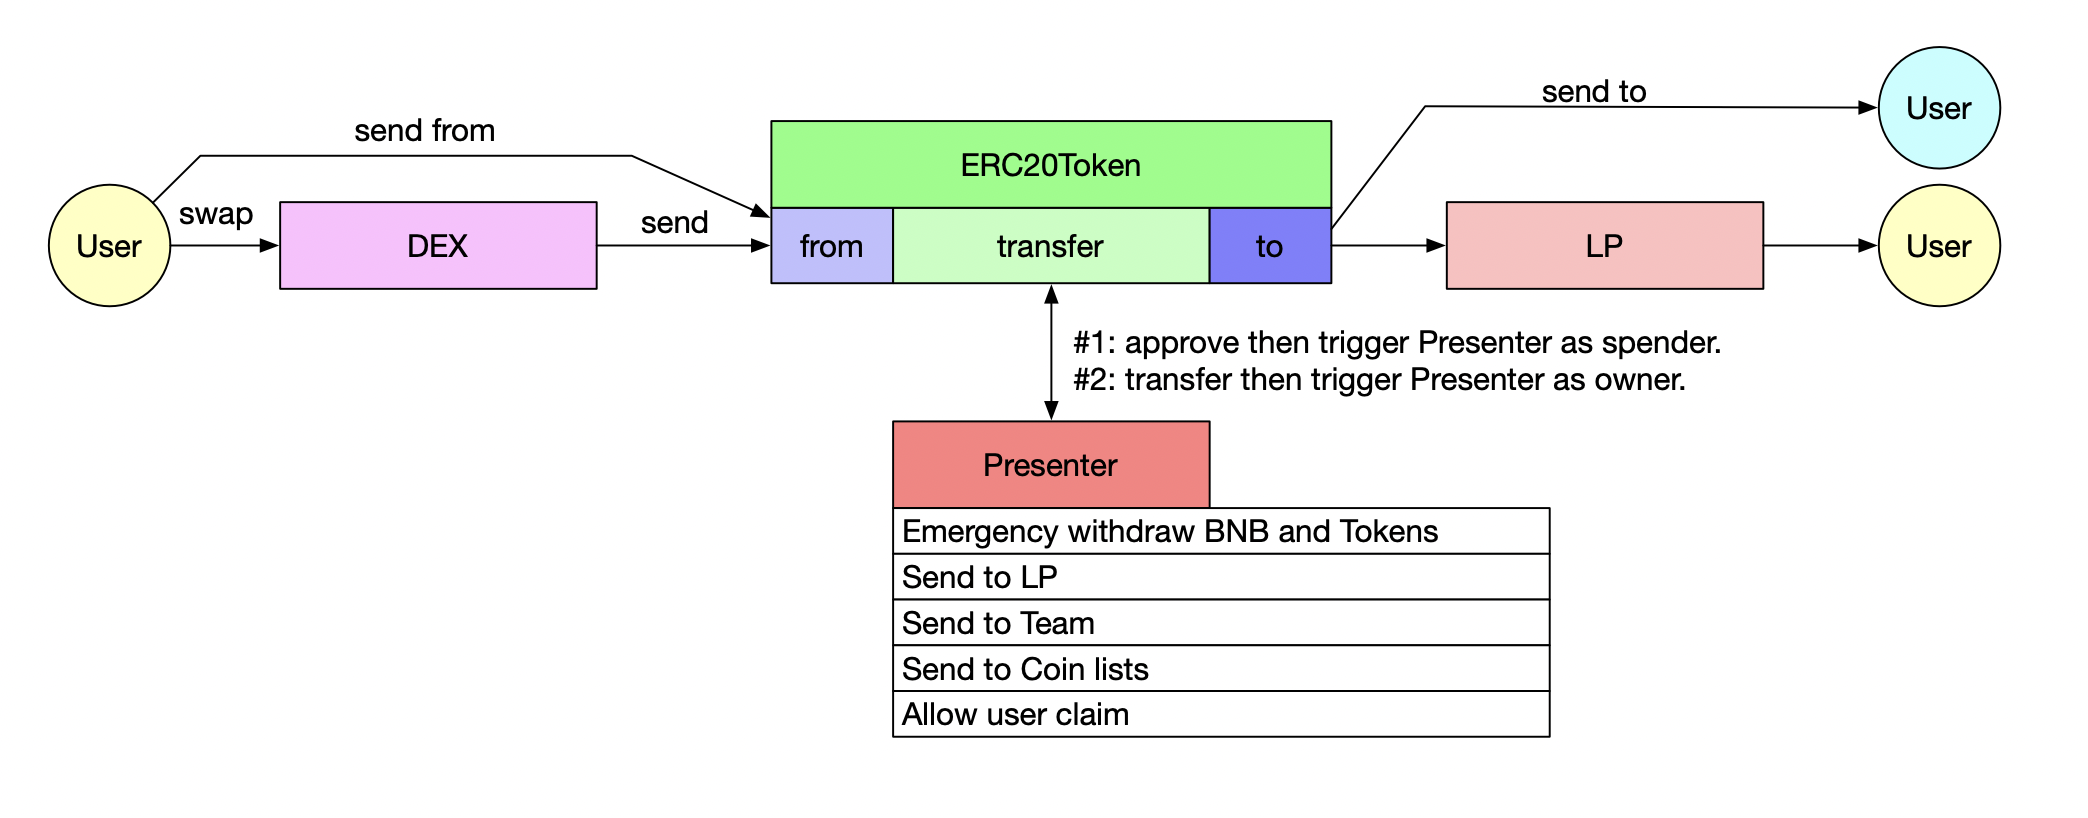 send to
User
send from
ERC20Token
User
swap
DEX
send
from
transfer
to
LP
User
#1: approve then trigger Presenter as spender.
#2: transfer then trigger Presenter as owner.
Presenter
Emergency withdraw BNB and Tokens
Send to LP
Send to Team
Send to Coin lists
Allow user claim